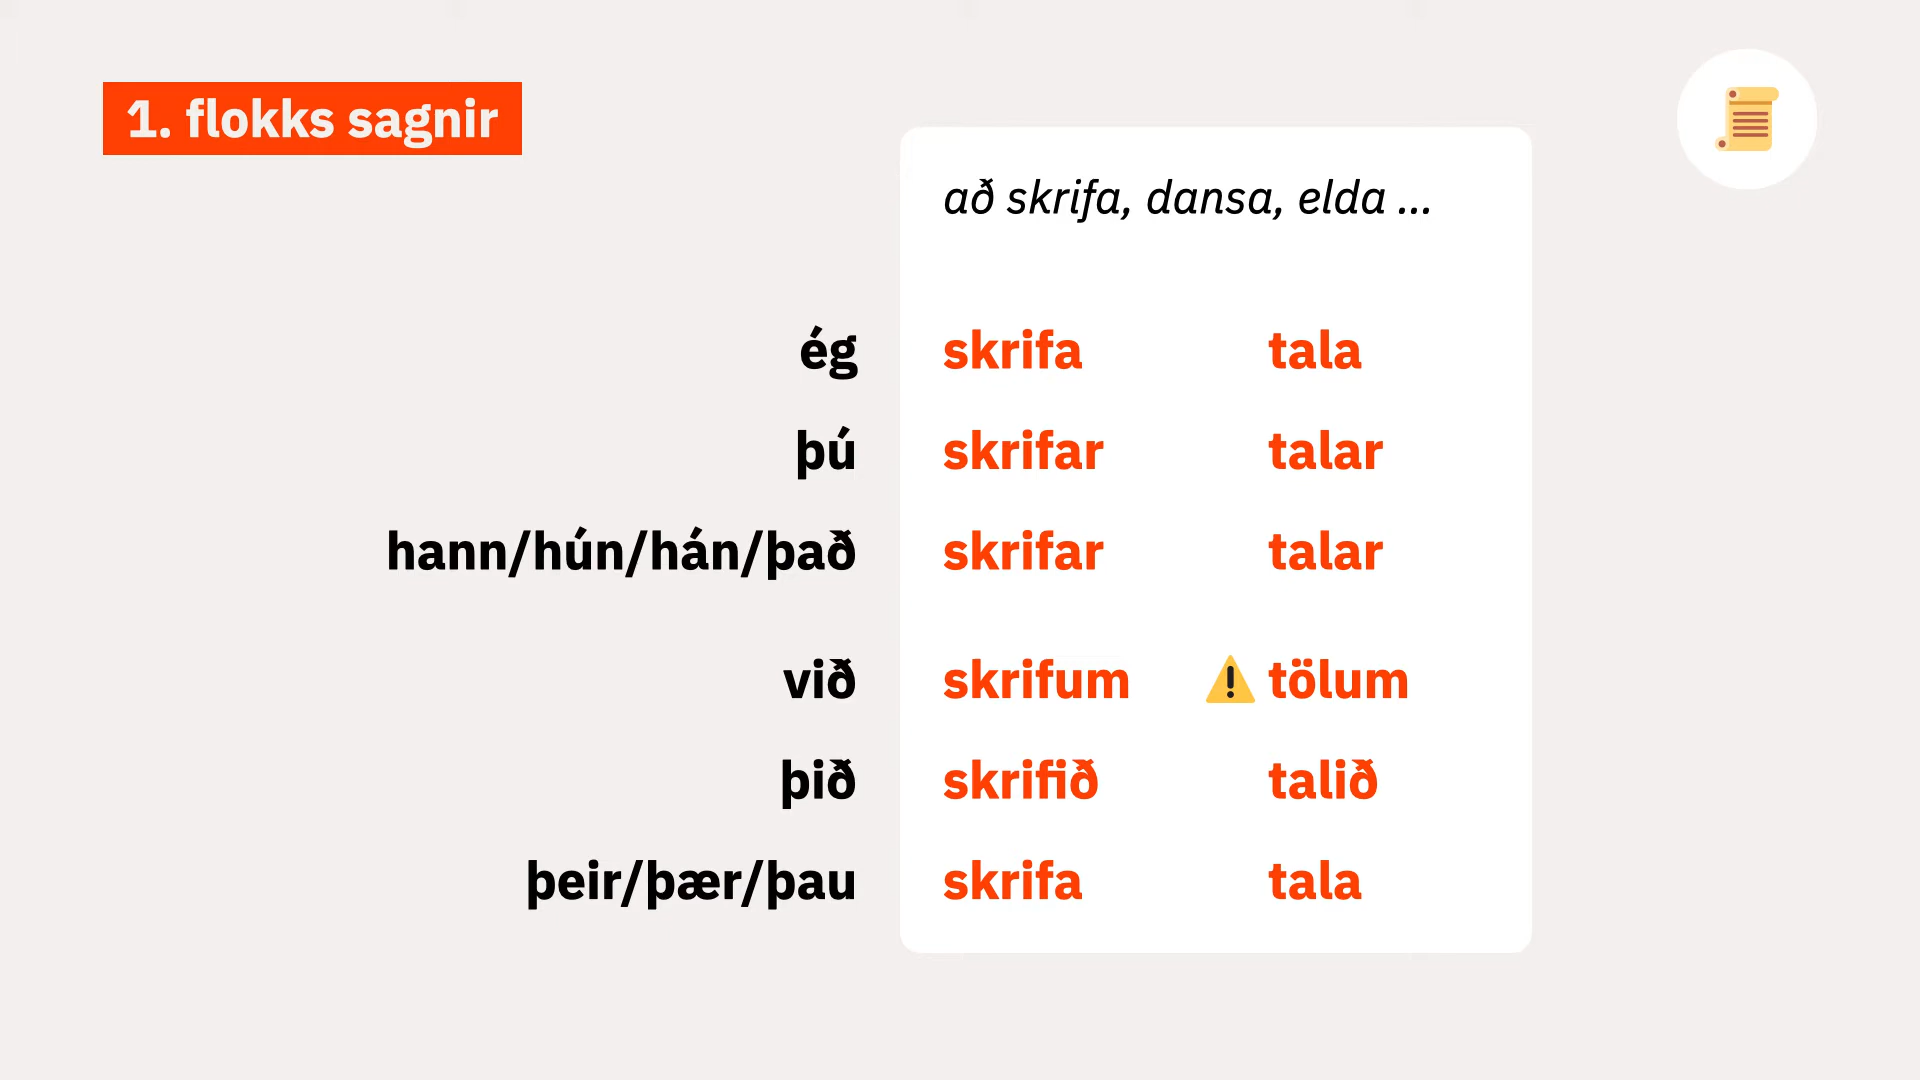 1. flokks sagnir
að skrifa, dansa, elda ...
ég skrifa tala
þú skrifar talar
hann/hún/hán/það skrifar talar
við skrifum tölum
þið skrifið talið
þeir/þær/þau skrifa tala